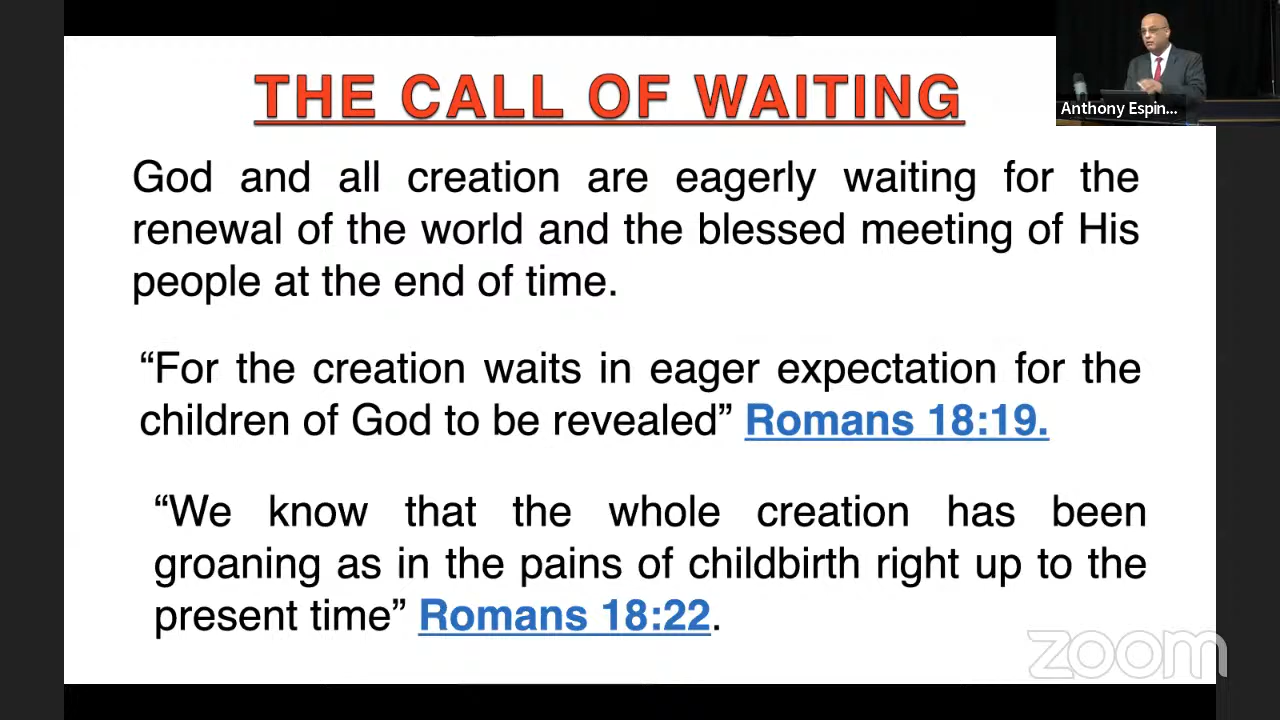 THE CALL OF WAITING
Anthony Espin...
God and all creation are eagerly waiting for the
renewal of the world and the blessed meeting of His
people at the end of time.
“For the creation waits in eager expectation for the
children of God to be revealed” Romans 18:19.
“We know that the whole creation has been
groaning as in the pains of childbirth right up to the
present time” Romans 18:22.
zoom